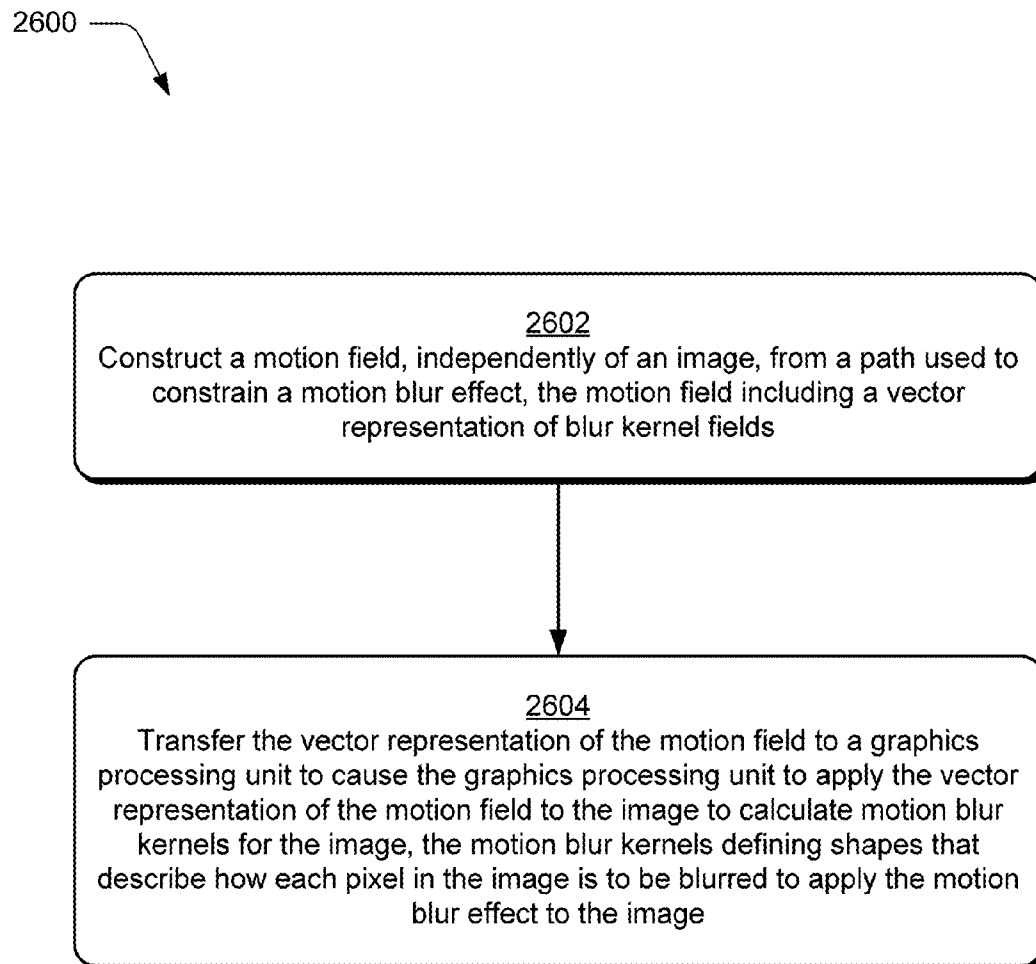 2600
2602
Construct a motion field, independently of an image, from a path used to
constrain a motion blur effect, the motion field including a vector
representation of blur kernel fields
2604
Transfer the vector representation of the motion field to a graphics
processing unit to cause the graphics processing unit to apply the vector
representation of the motion field to the image to calculate motion blur
kernels for the image, the motion blur kernels defining shapes that
describe how each pixel in the image is to be blurred to apply the motion
blur effect to the image